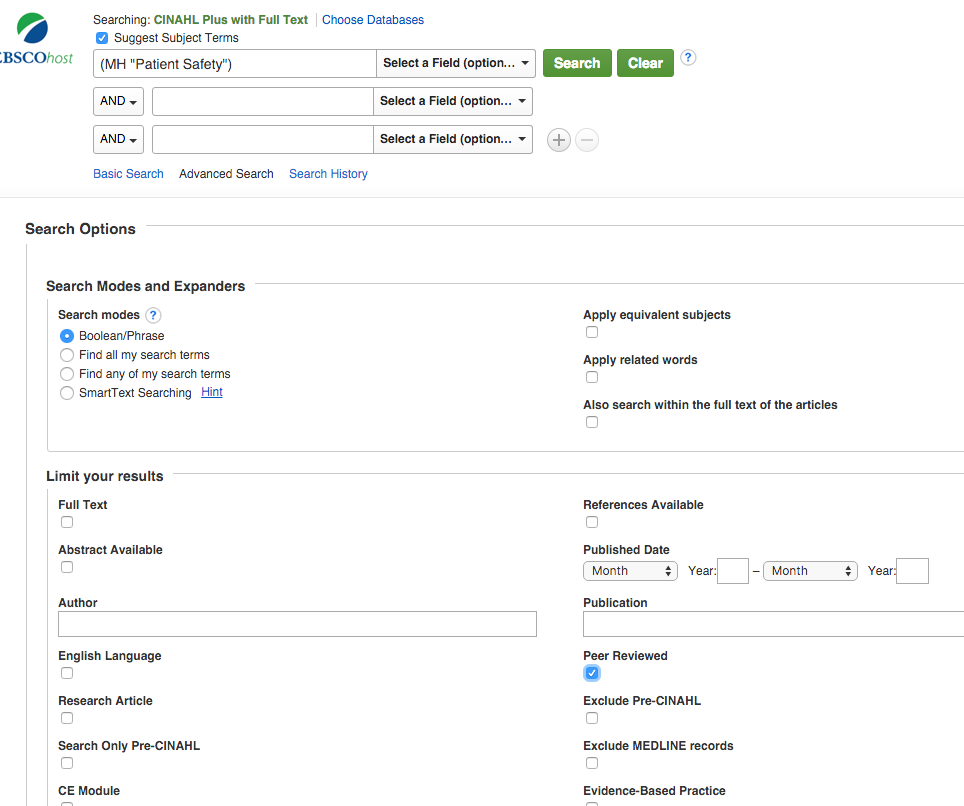 Searching: CINAHL Plus with Full Text Choose Databases
Suggest Subject Terms
EBSCOhost
(MH "Patient Safety") Select a Field (option... Search Clear ?
AND Select a Field (option...
AND Select a Field (option...
Basic Search Advanced Search Search History
Search Options
Search Modes and Expanders
Search modes ?
Boolean/Phrase
Find all my search terms
Find any of my search terms
SmartText Searching Hint
Apply equivalent subjects
Apply related words
Also search within the full text of the articles
Limit your results
Full Text References Available
Abstract Available Published Date
Month Year: – Month Year:
Author Publication
English Language Peer Reviewed
Research Article Exclude Pre-CINAHL
Search Only Pre-CINAHL Exclude MEDLINE records
CE Module Evidence-Based Practice